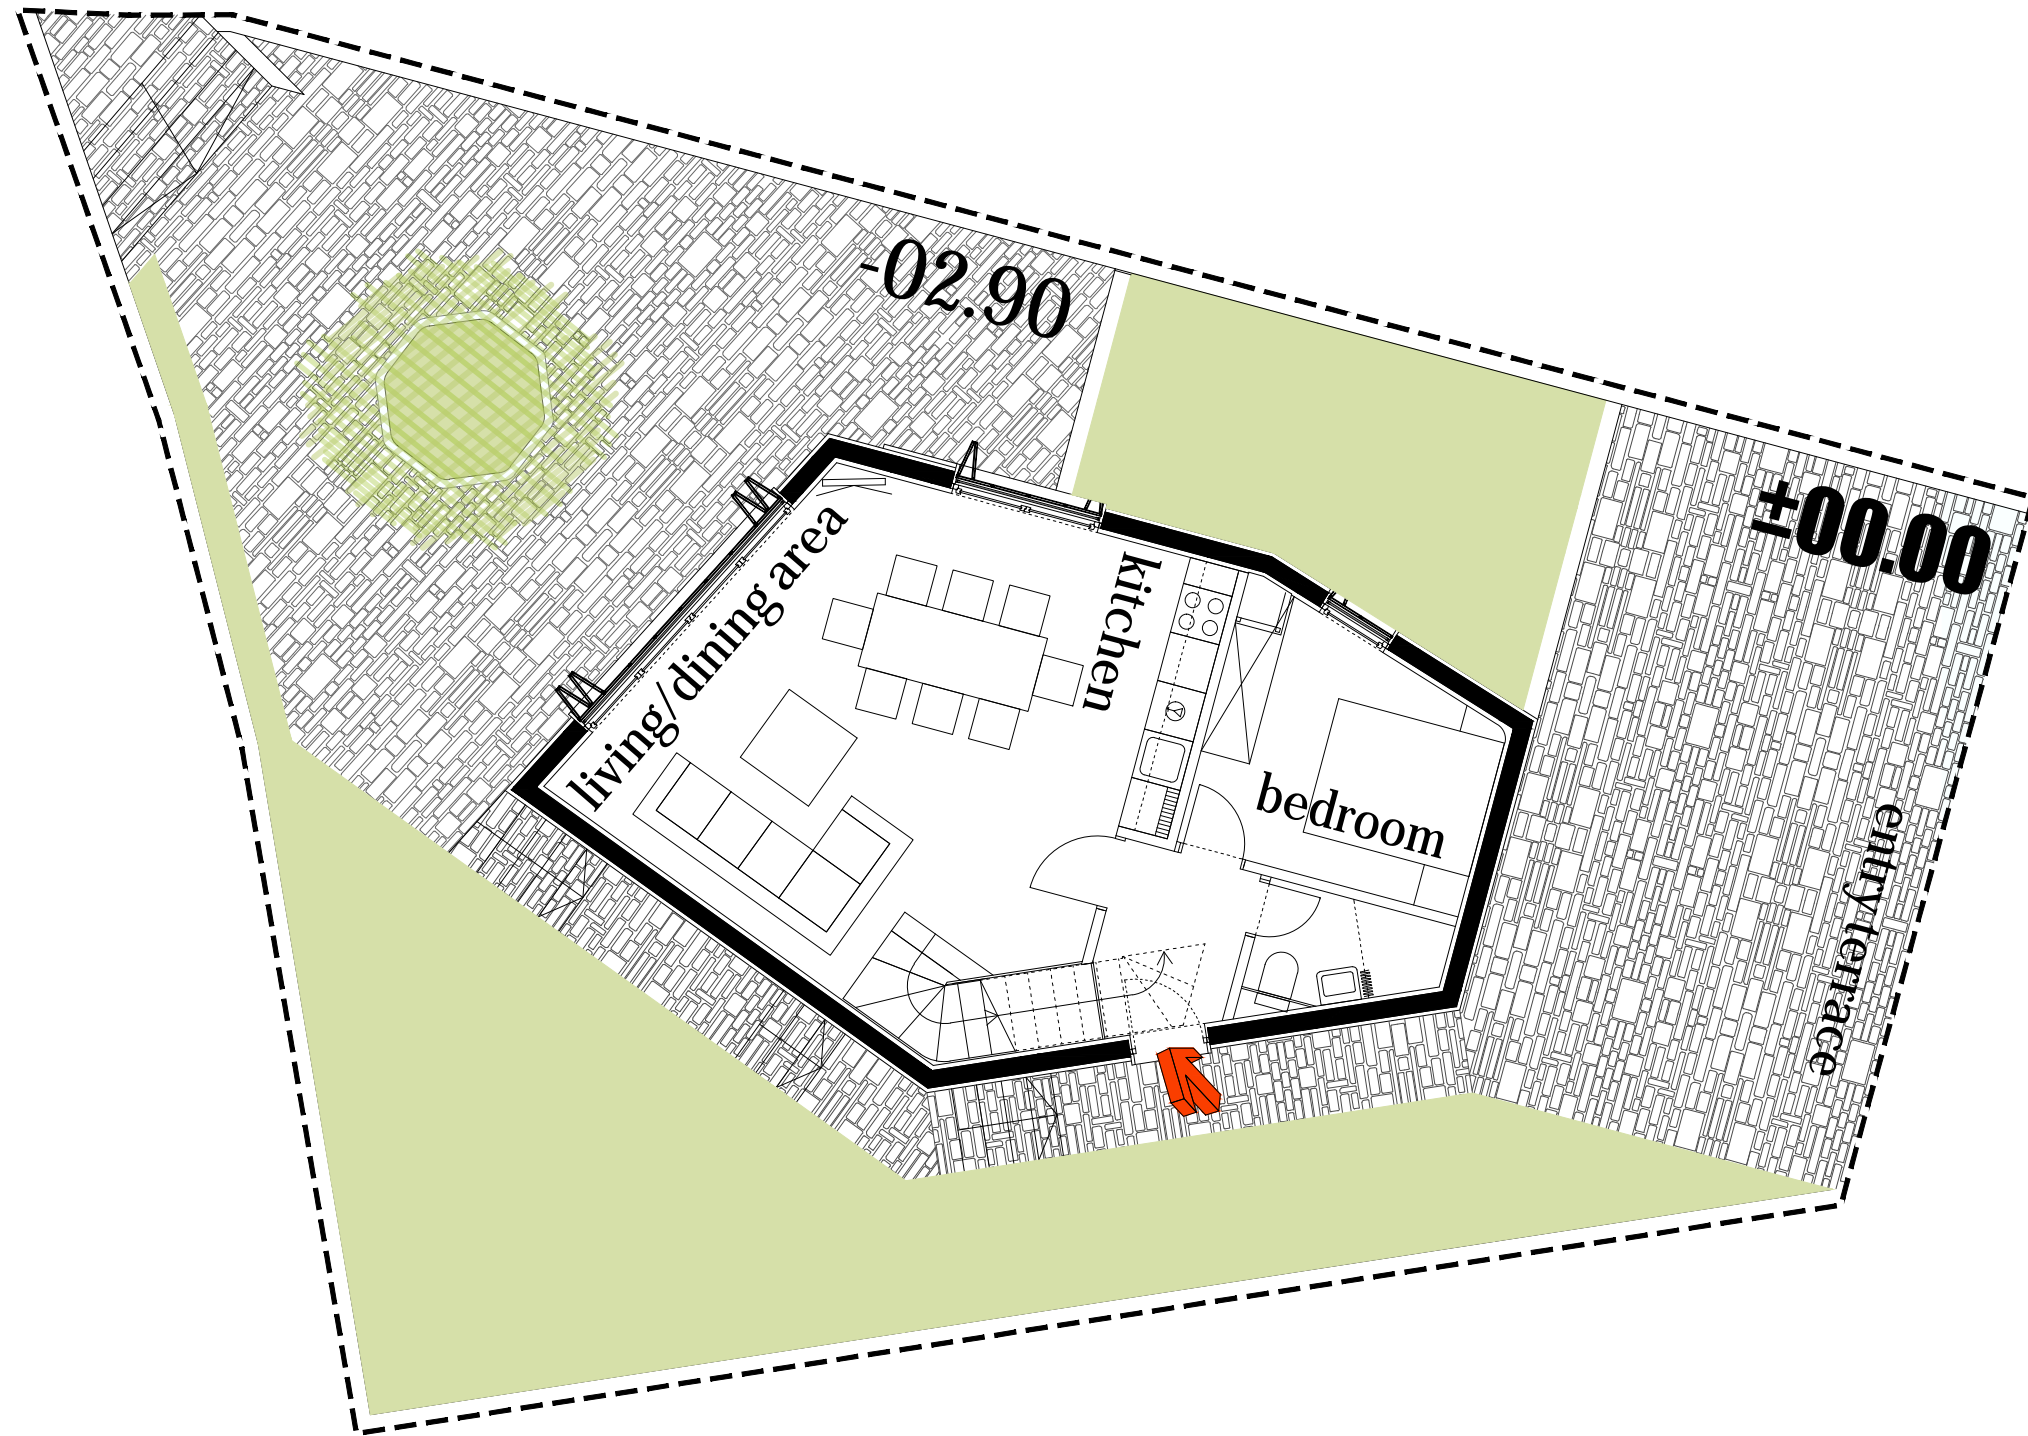 -02.90
±00.00
living/dining area
kitchen
bedroom
entry terrace